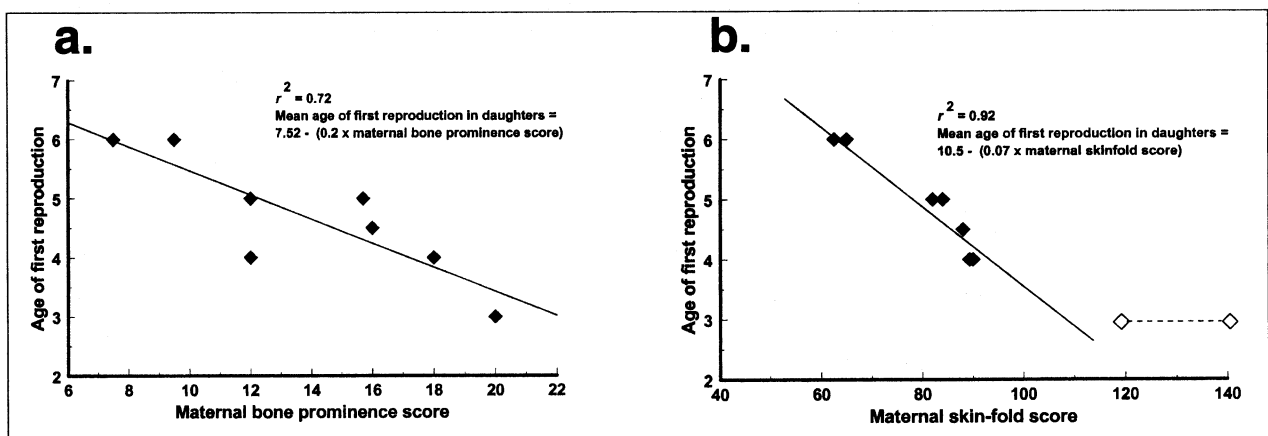 a.
r² = 0.72
Mean age of first reproduction in daughters =
7.52 - (0.2 x maternal bone prominence score)
Age of first reproduction
7
6
5
4
3
2
6 8 10 12 14 16 18 20 22
Maternal bone prominence score
b.
r² = 0.92
Mean age of first reproduction in daughters =
10.5 - (0.07 x maternal skinfold score)
Age of first reproduction
7
6
5
4
3
2
40 60 80 100 120 140
Maternal skin-fold score